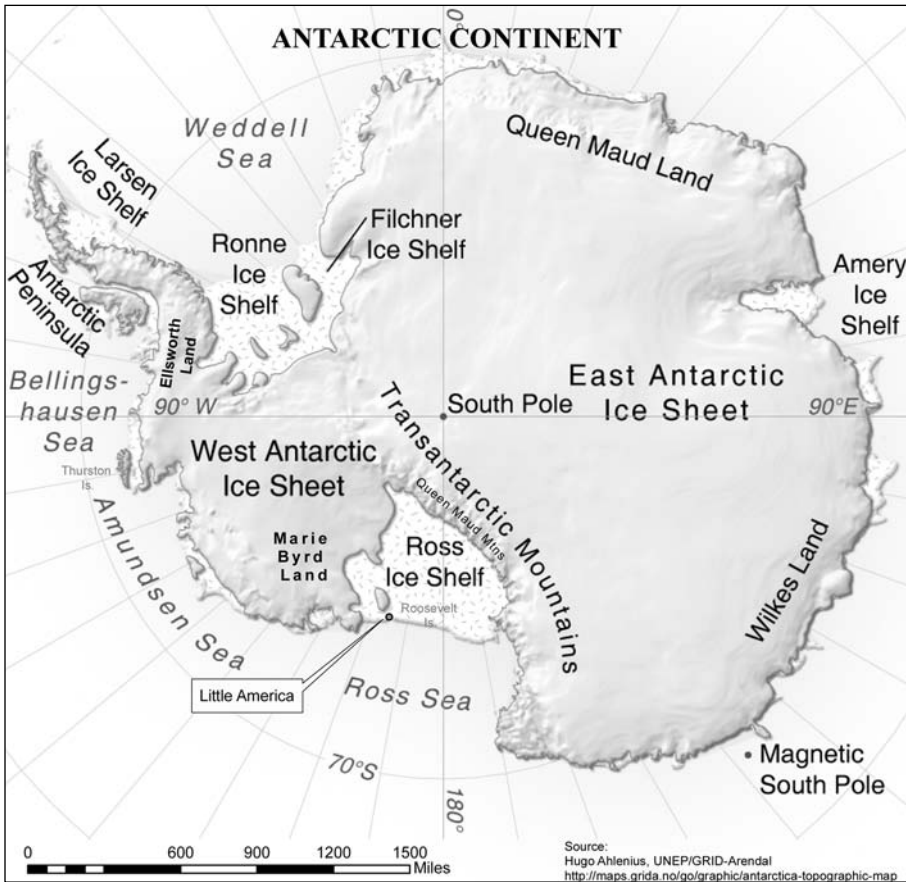 0°
ANTARCTIC CONTINENT
Weddell
Sea
Queen Maud Land
Larsen
Ice Shelf
Filchner
Ice Shelf
Ronne
Ice
Shelf
Amery
Ice
Shelf
Antarctic
Peninsula
Ellsworth
Land
Bellings-
hausen
Sea
90° W
South Pole
East Antarctic
Ice Sheet
90°E
Transantarctic Mountains
West Antarctic
Ice Sheet
Thurston
Is.
Queen Maud Mtns
Amundsen Sea
Marie
Byrd
Land
Ross
Ice Shelf
Roosevelt
Is.
Wilkes Land
Little America
Ross Sea
70°S
180°
Magnetic
South Pole
0 600 900 1200 1500
Miles
Source:
Hugo Ahlenius, UNEP/GRID-Arendal
http://maps.grida.no/go/graphic/antarctica-topographic-map